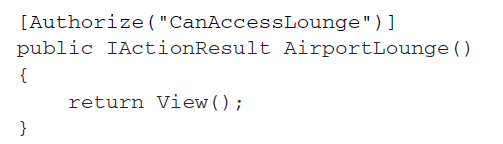 [Authorize("CanAccessLounge")]
public IActionResult AirportLounge()
{
    return View();
}